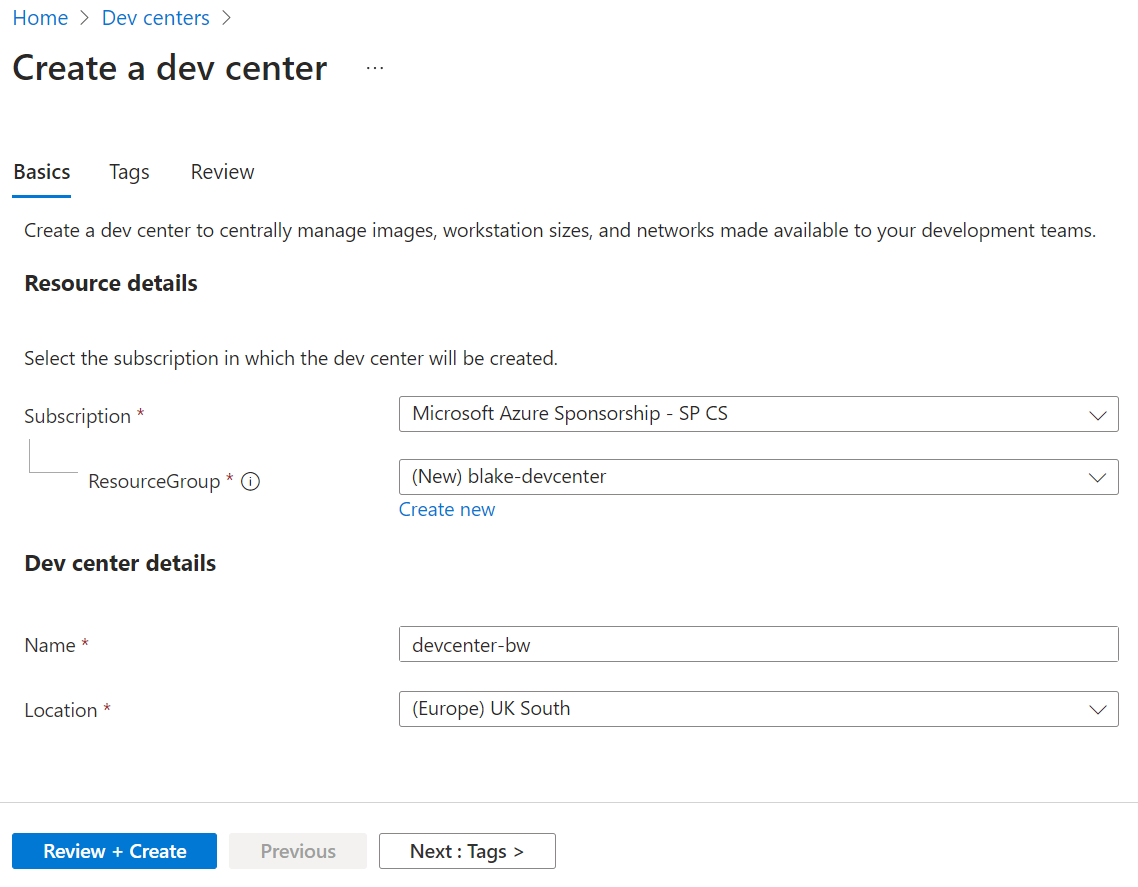 Home > Dev centers >
Create a dev center ...
Basics Tags Review
Create a dev center to centrally manage images, workstation sizes, and networks made available to your development teams.
Resource details
Select the subscription in which the dev center will be created.
Subscription * Microsoft Azure Sponsorship - SP CS
ResourceGroup * (New) blake-devcenter
Create new
Dev center details
Name * devcenter-bw
Location * (Europe) UK South
Review + Create Previous Next : Tags >